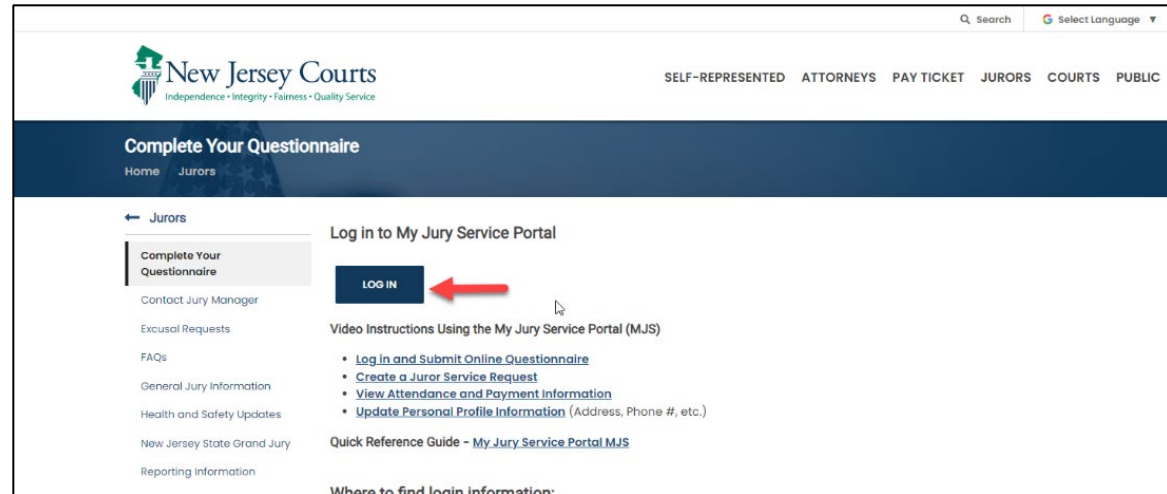 Search
Select Language ▼
New Jersey Courts
Independence • Integrity • Fairness • Quality Service
SELF-REPRESENTED ATTORNEYS PAY TICKET JURORS COURTS PUBLIC
Complete Your Questionnaire
Home Jurors
← Jurors
Complete Your
Questionnaire
Contact Jury Manager
Excusal Requests
FAQs
General Jury Information
Health and Safety Updates
New Jersey State Grand Jury
Reporting Information
Log in to My Jury Service Portal
LOG IN
Video Instructions Using the My Jury Service Portal (MJS)
• Log in and Submit Online Questionnaire
• Create a Juror Service Request
• View Attendance and Payment Information
• Update Personal Profile Information (Address, Phone #, etc.)
Quick Reference Guide - My Jury Service Portal MJS
Where to find login information: